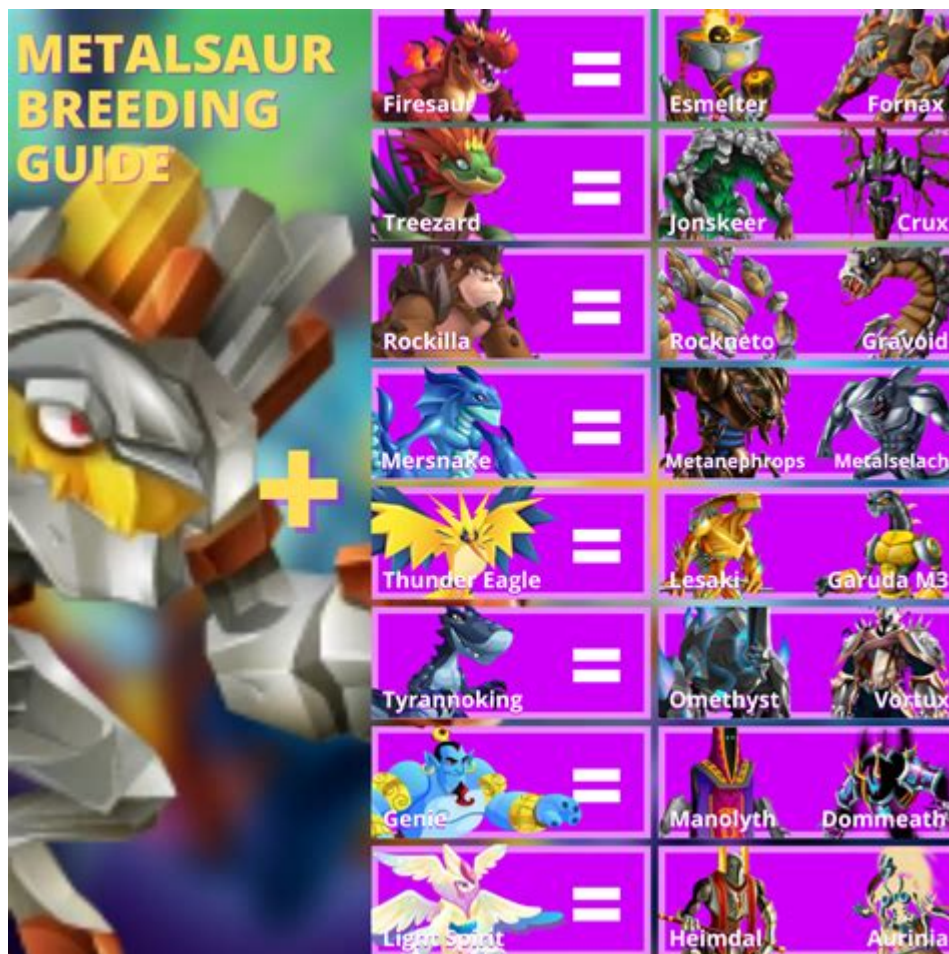 METALSAUR
BREEDING
GUIDE
+
Firesaur = Esmelter Fornax
Treezard = Jonskeer Crux
Rockilla = Rockneto Gravoid
Mersnake = Metanephrops Metalselach
Thunder Eagle = Lesaki Garuda M3
Tyrannoking = Omethyst Vortux
Genie = Manolyth Dommeath
Light Spirit = Heimdal Aurinia